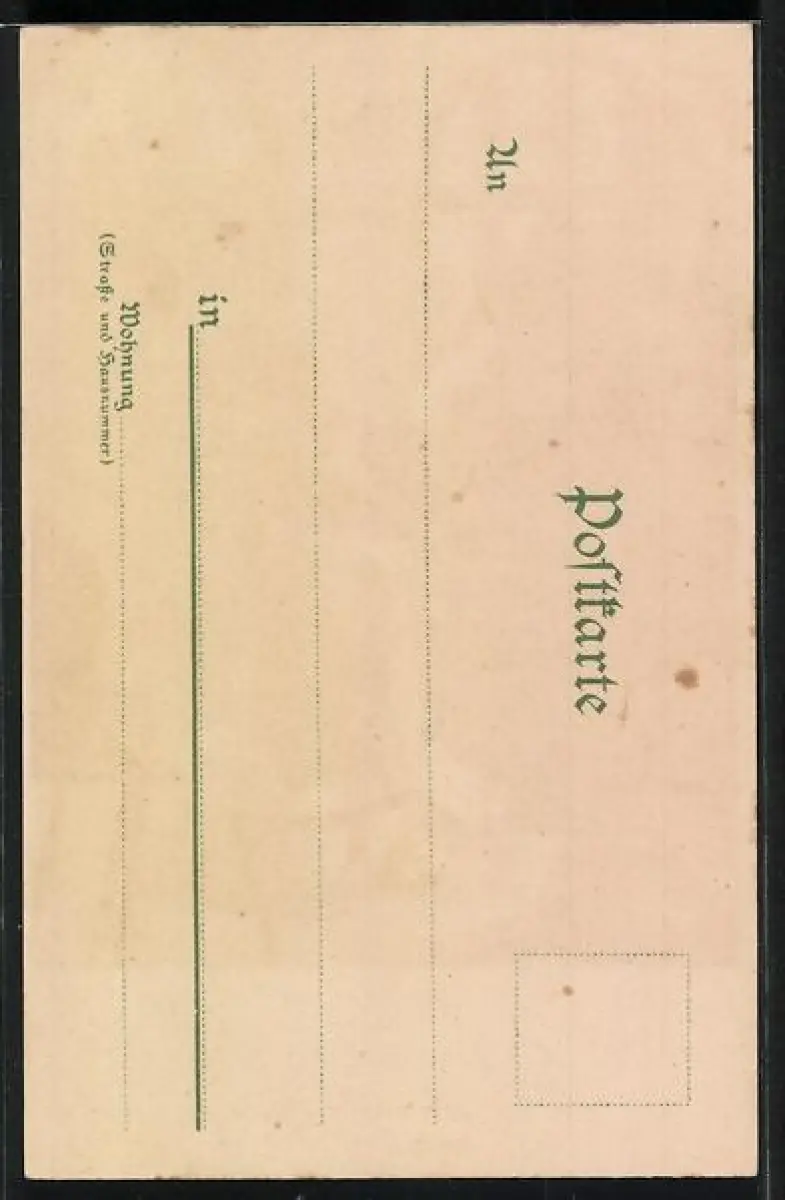 Postkarte
An
in
Wohnung
(Straße und Hausnummer)